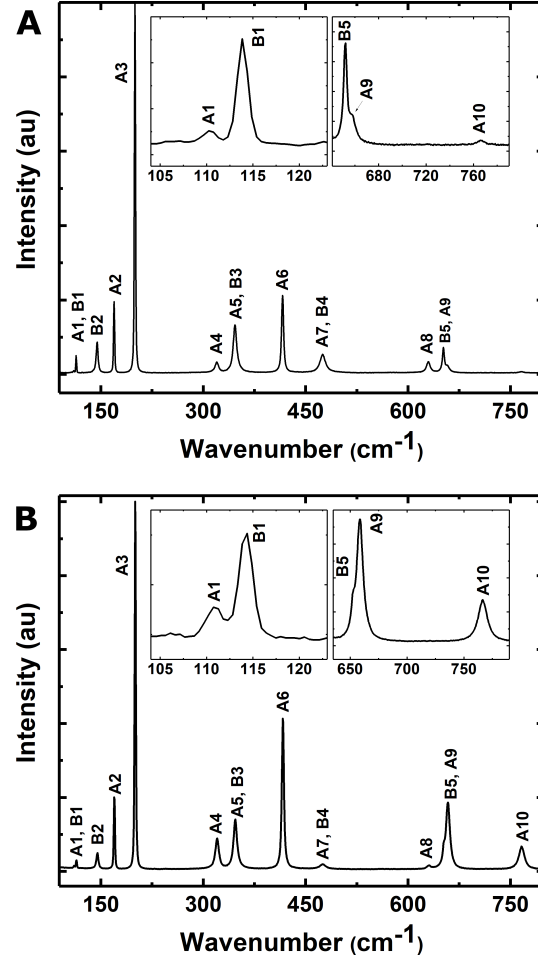 A
B1
A1
105 110 115 120
B5
A9
A10
680 720 760
A3
A1, B1
B2
A2
A4
A5, B3
A6
A7, B4
A8
B5, A9
Intensity (au)
150 300 450 600 750
Wavenumber (cm-1)
B
A1
B1
105 110 115 120
B5
A9
A10
650 700 750
A3
A1, B1
B2
A2
A4
A5, B3
A6
A7, B4
A8
B5, A9
A10
Intensity (au)
150 300 450 600 750
Wavenumber (cm-1)